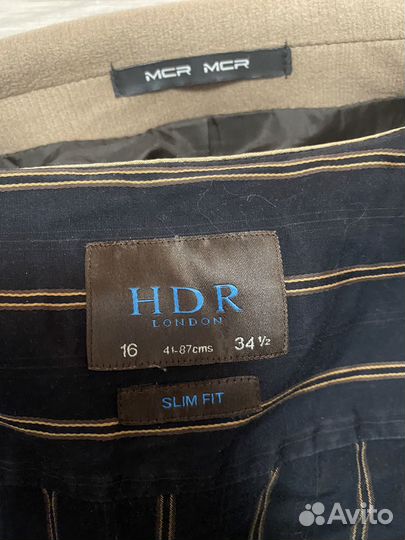 MCR MCR
HDR
LONDON
16 41-87cms 34 ½
SLIM FIT
Avito